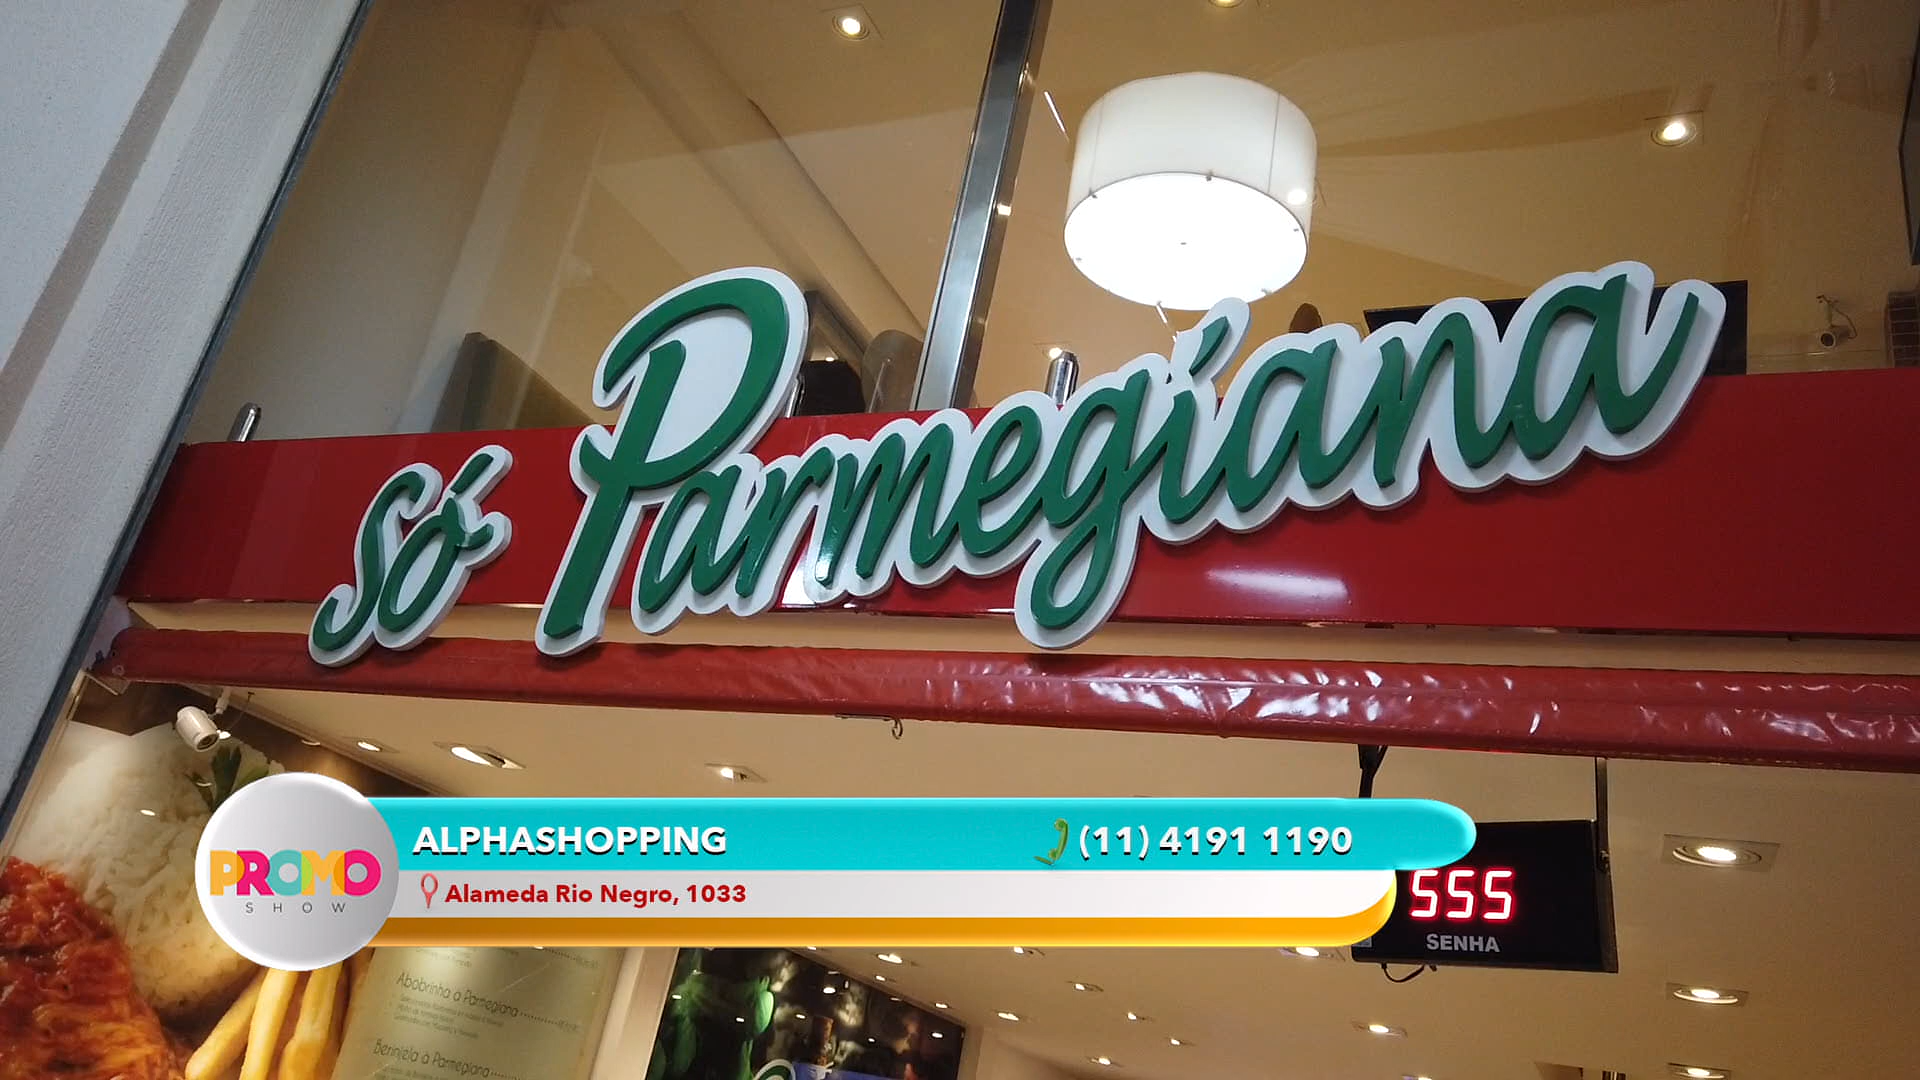 Só Parmegiana
ALPHASHOPPING
(11) 4191 1190
PROMO
SHOW
Alameda Rio Negro, 1033
555
SENHA
Abobrinha à Parmegiana
Berinjela à Parmegiana